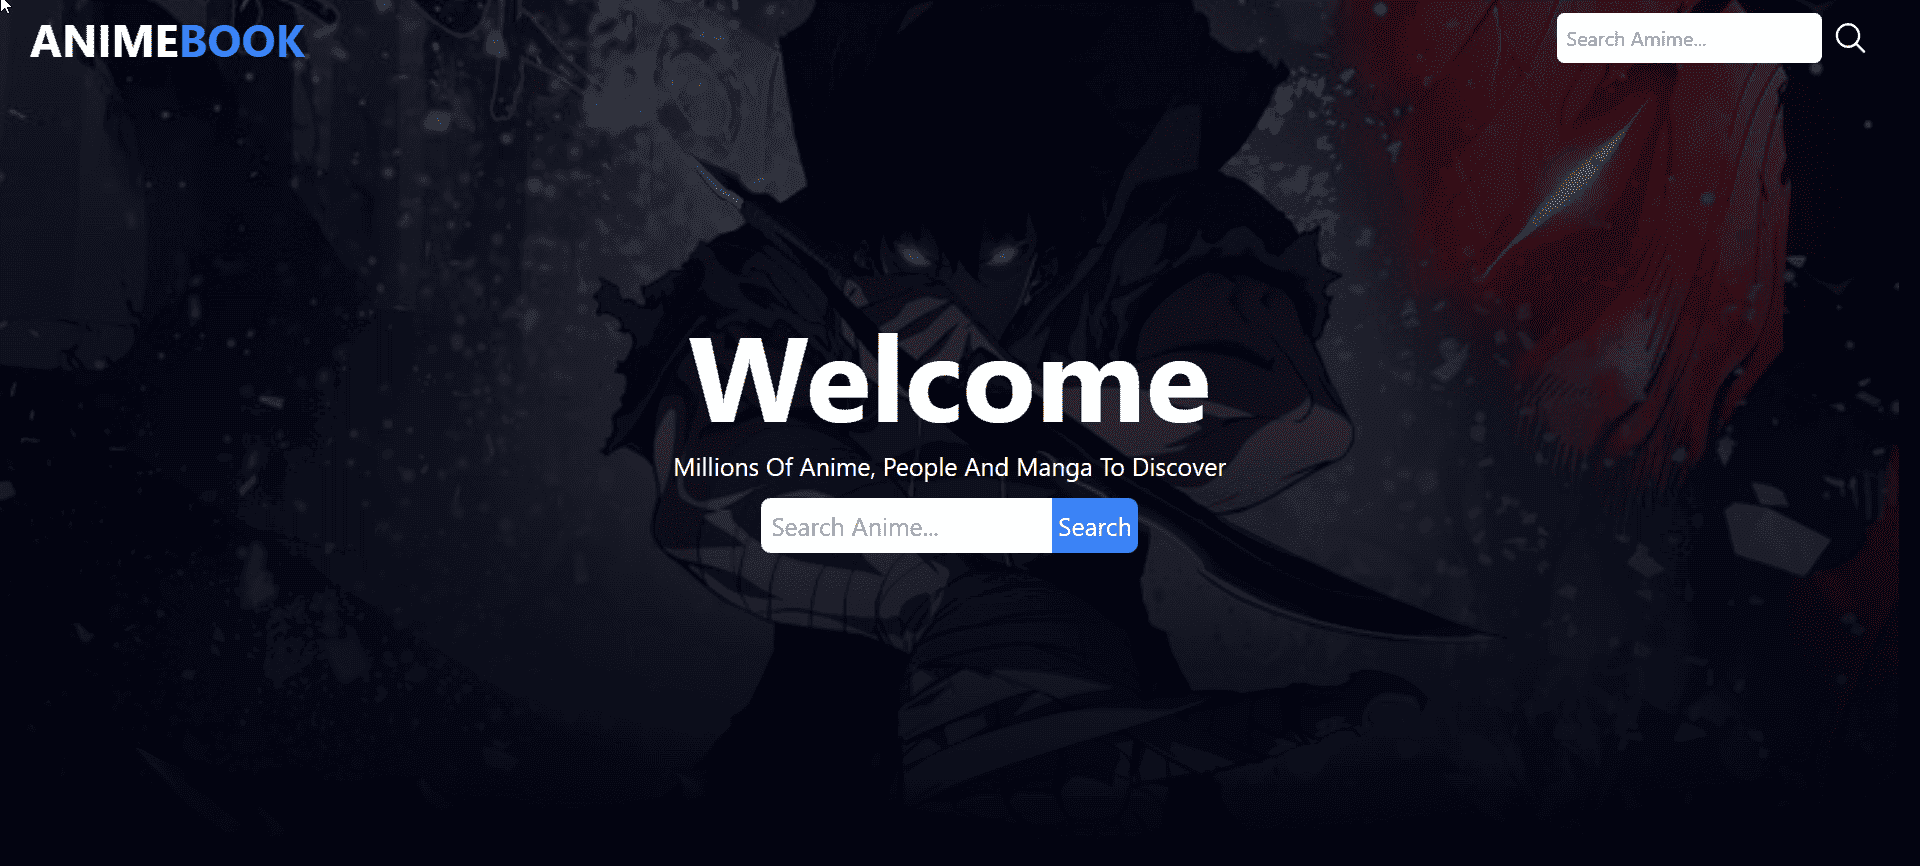 ANIMEBOOK
Search Amime...
Welcome
Millions Of Anime, People And Manga To Discover
Search Anime...
Search